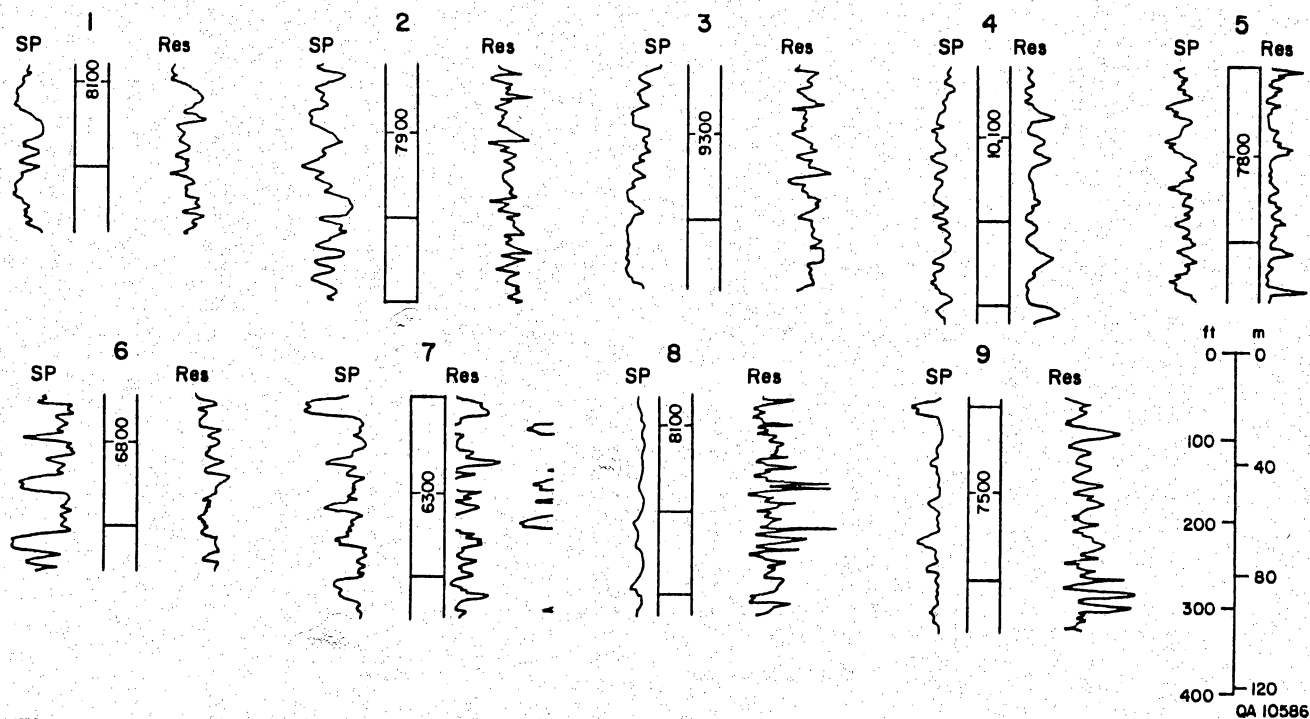 1 2 3 4 5
SP Res SP Res SP Res SP Res SP Res
8100 7900 9300 10,100 7800
6 7 8 9
SP Res SP Res SP Res SP Res
6800 6300 8100 7500
ft m
0 0
100 40
200
80
300
400 120
QA 10586